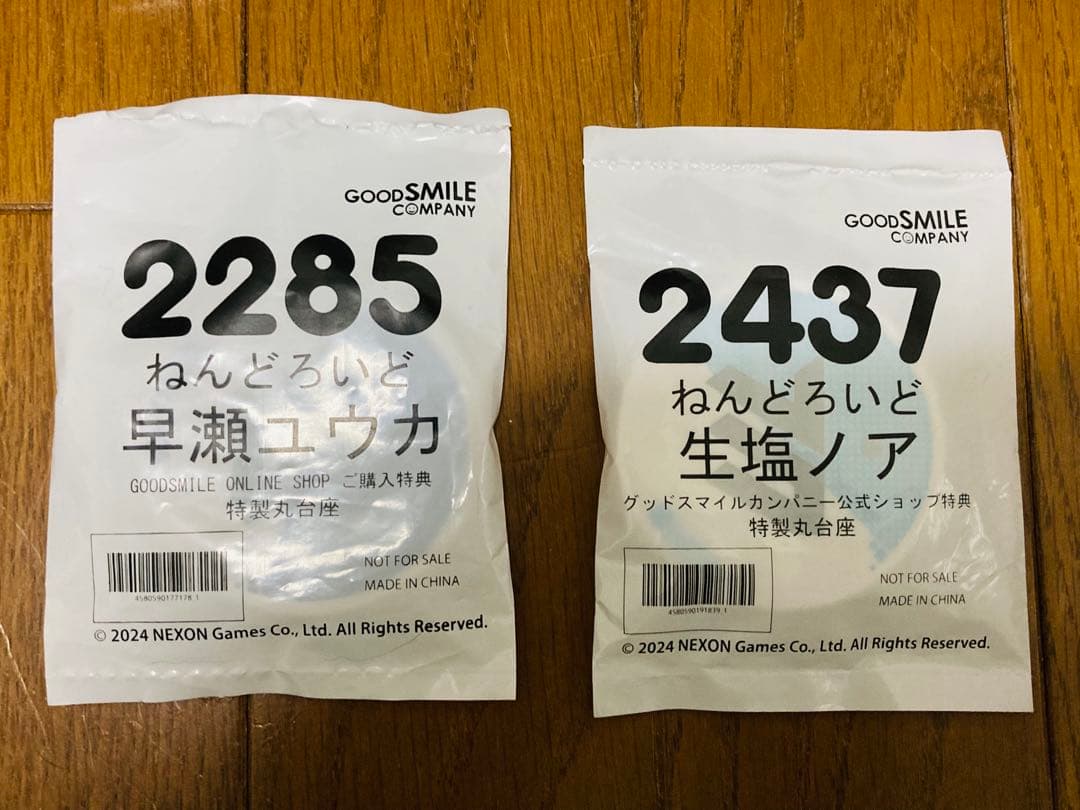 GOODSMILE
COMPANY
2285
ねんどろいど
早瀬ユウカ
GOODSMILE ONLINE SHOP ご購入特典
特製丸台座
4580590177178 1
NOT FOR SALE
MADE IN CHINA
© 2024 NEXON Games Co., Ltd. All Rights Reserved.
GOODSMILE
COMPANY
2437
ねんどろいど
生塩ノア
グッドスマイルカンパニー公式ショップ特典
特製丸台座
4580590191839 1
NOT FOR SALE
MADE IN CHINA
© 2024 NEXON Games Co., Ltd. All Rights Reserved.